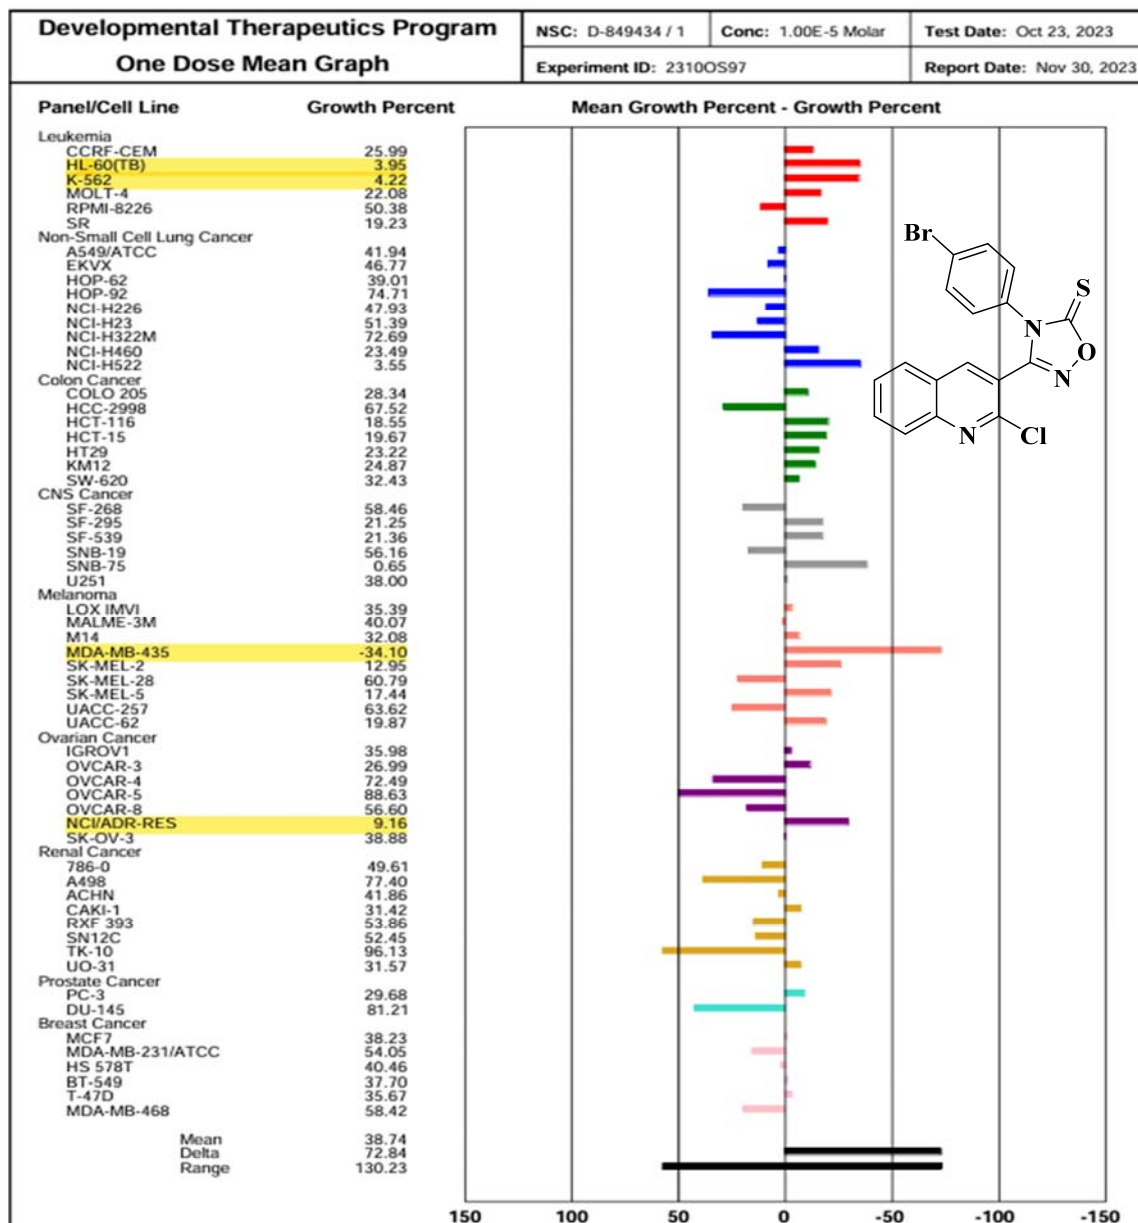 Developmental Therapeutics Program
One Dose Mean Graph
NSC: D-849434 / 1
Conc: 1.00E-5 Molar
Test Date: Oct 23, 2023
Experiment ID: 2310OS97
Report Date: Nov 30, 2023
Panel/Cell Line Growth Percent Mean Growth Percent - Growth Percent
Leukemia
CCRF-CEM 25.99
HL-60(TB) 3.95
K-562 4.22
MOLT-4 22.08
RPMI-8226 50.38
SR 19.23
Non-Small Cell Lung Cancer
A549/ATCC 41.94
EKVX 46.77
HOP-62 39.01
HOP-92 74.71
NCI-H226 47.93
NCI-H23 51.39
NCI-H322M 72.69
NCI-H460 23.49
NCI-H522 3.55
Colon Cancer
COLO 205 28.34
HCC-2998 67.52
HCT-116 18.55
HCT-15 19.67
HT29 23.22
KM12 24.87
SW-620 32.43
CNS Cancer
SF-268 58.46
SF-295 21.25
SF-539 21.36
SNB-19 56.16
SNB-75 0.65
U251 38.00
Melanoma
LOX IMVI 35.39
MALME-3M 40.07
M14 32.08
MDA-MB-435 -34.10
SK-MEL-2 12.95
SK-MEL-28 60.79
SK-MEL-5 17.44
UACC-257 63.62
UACC-62 19.87
Ovarian Cancer
IGROV1 35.98
OVCAR-3 26.99
OVCAR-4 72.49
OVCAR-5 88.63
OVCAR-8 56.60
NCI/ADR-RES 9.16
SK-OV-3 38.88
Renal Cancer
786-0 49.61
A498 77.40
ACHN 41.86
CAKI-1 31.42
RXF 393 53.86
SN12C 52.45
TK-10 96.13
UO-31 31.57
Prostate Cancer
PC-3 29.68
DU-145 81.21
Breast Cancer
MCF7 38.23
MDA-MB-231/ATCC 54.05
HS 578T 40.46
BT-549 37.70
T-47D 35.67
MDA-MB-468 58.42
Mean 38.74
Delta 72.84
Range 130.23
150 100 50 0 -50 -100 -150
Br
S
N
O
N
N
Cl